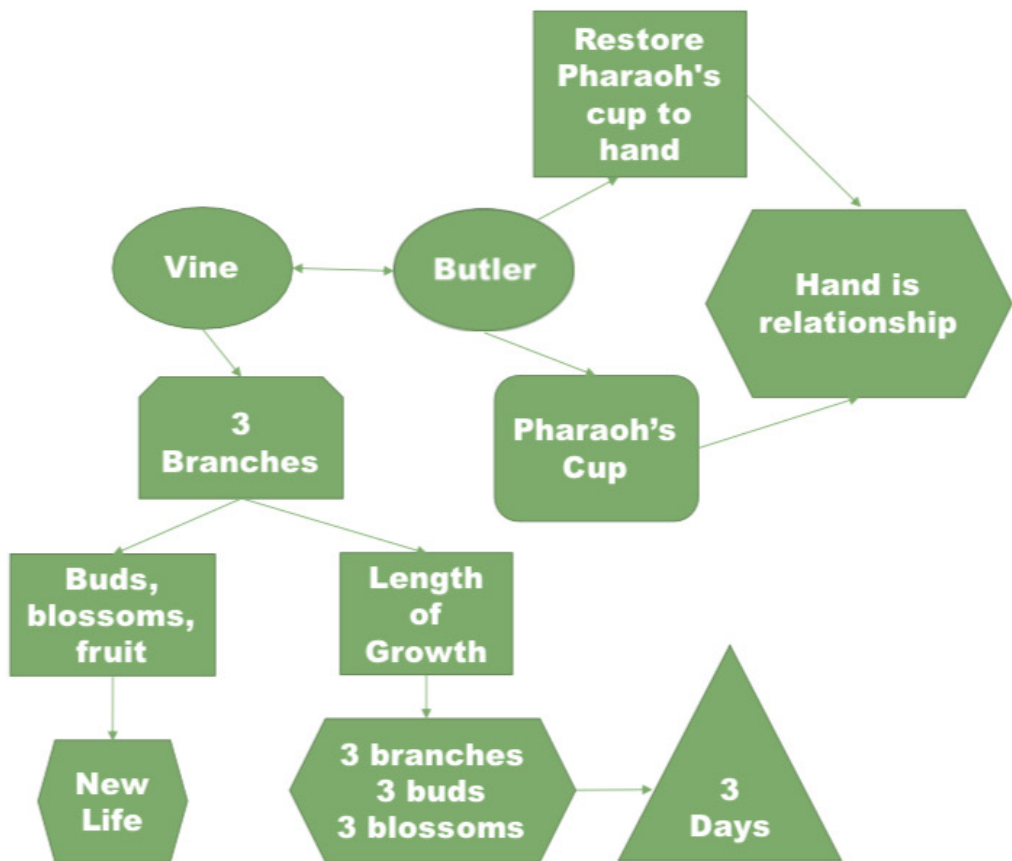 Restore
Pharaoh's
cup to
hand
Vine
Butler
Hand is
relationship
3
Branches
Pharaoh’s
Cup
Buds,
blossoms,
fruit
Length
of
Growth
New
Life
3 branches
3 buds
3 blossoms
3
Days